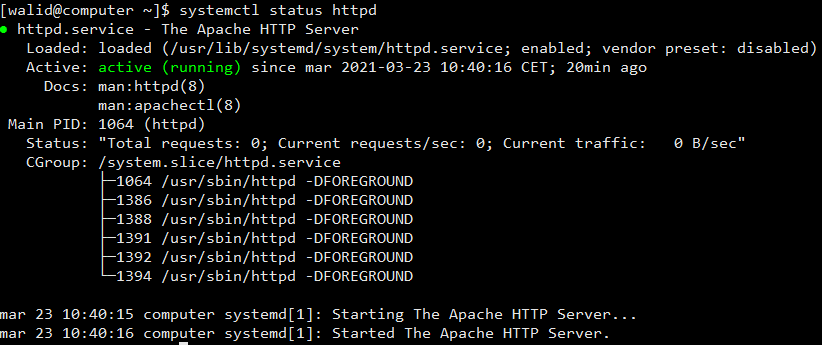 [walid@computer ~]$ systemctl status httpd
● httpd.service - The Apache HTTP Server
   Loaded: loaded (/usr/lib/systemd/system/httpd.service; enabled; vendor preset: disabled)
   Active: active (running) since mar 2021-03-23 10:40:16 CET; 20min ago
     Docs: man:httpd(8)
           man:apachectl(8)
 Main PID: 1064 (httpd)
   Status: "Total requests: 0; Current requests/sec: 0; Current traffic:   0 B/sec"
   CGroup: /system.slice/httpd.service
           ├─1064 /usr/sbin/httpd -DFOREGROUND
           ├─1386 /usr/sbin/httpd -DFOREGROUND
           ├─1388 /usr/sbin/httpd -DFOREGROUND
           ├─1391 /usr/sbin/httpd -DFOREGROUND
           ├─1392 /usr/sbin/httpd -DFOREGROUND
           └─1394 /usr/sbin/httpd -DFOREGROUND
mar 23 10:40:15 computer systemd[1]: Starting The Apache HTTP Server...
mar 23 10:40:16 computer systemd[1]: Started The Apache HTTP Server.